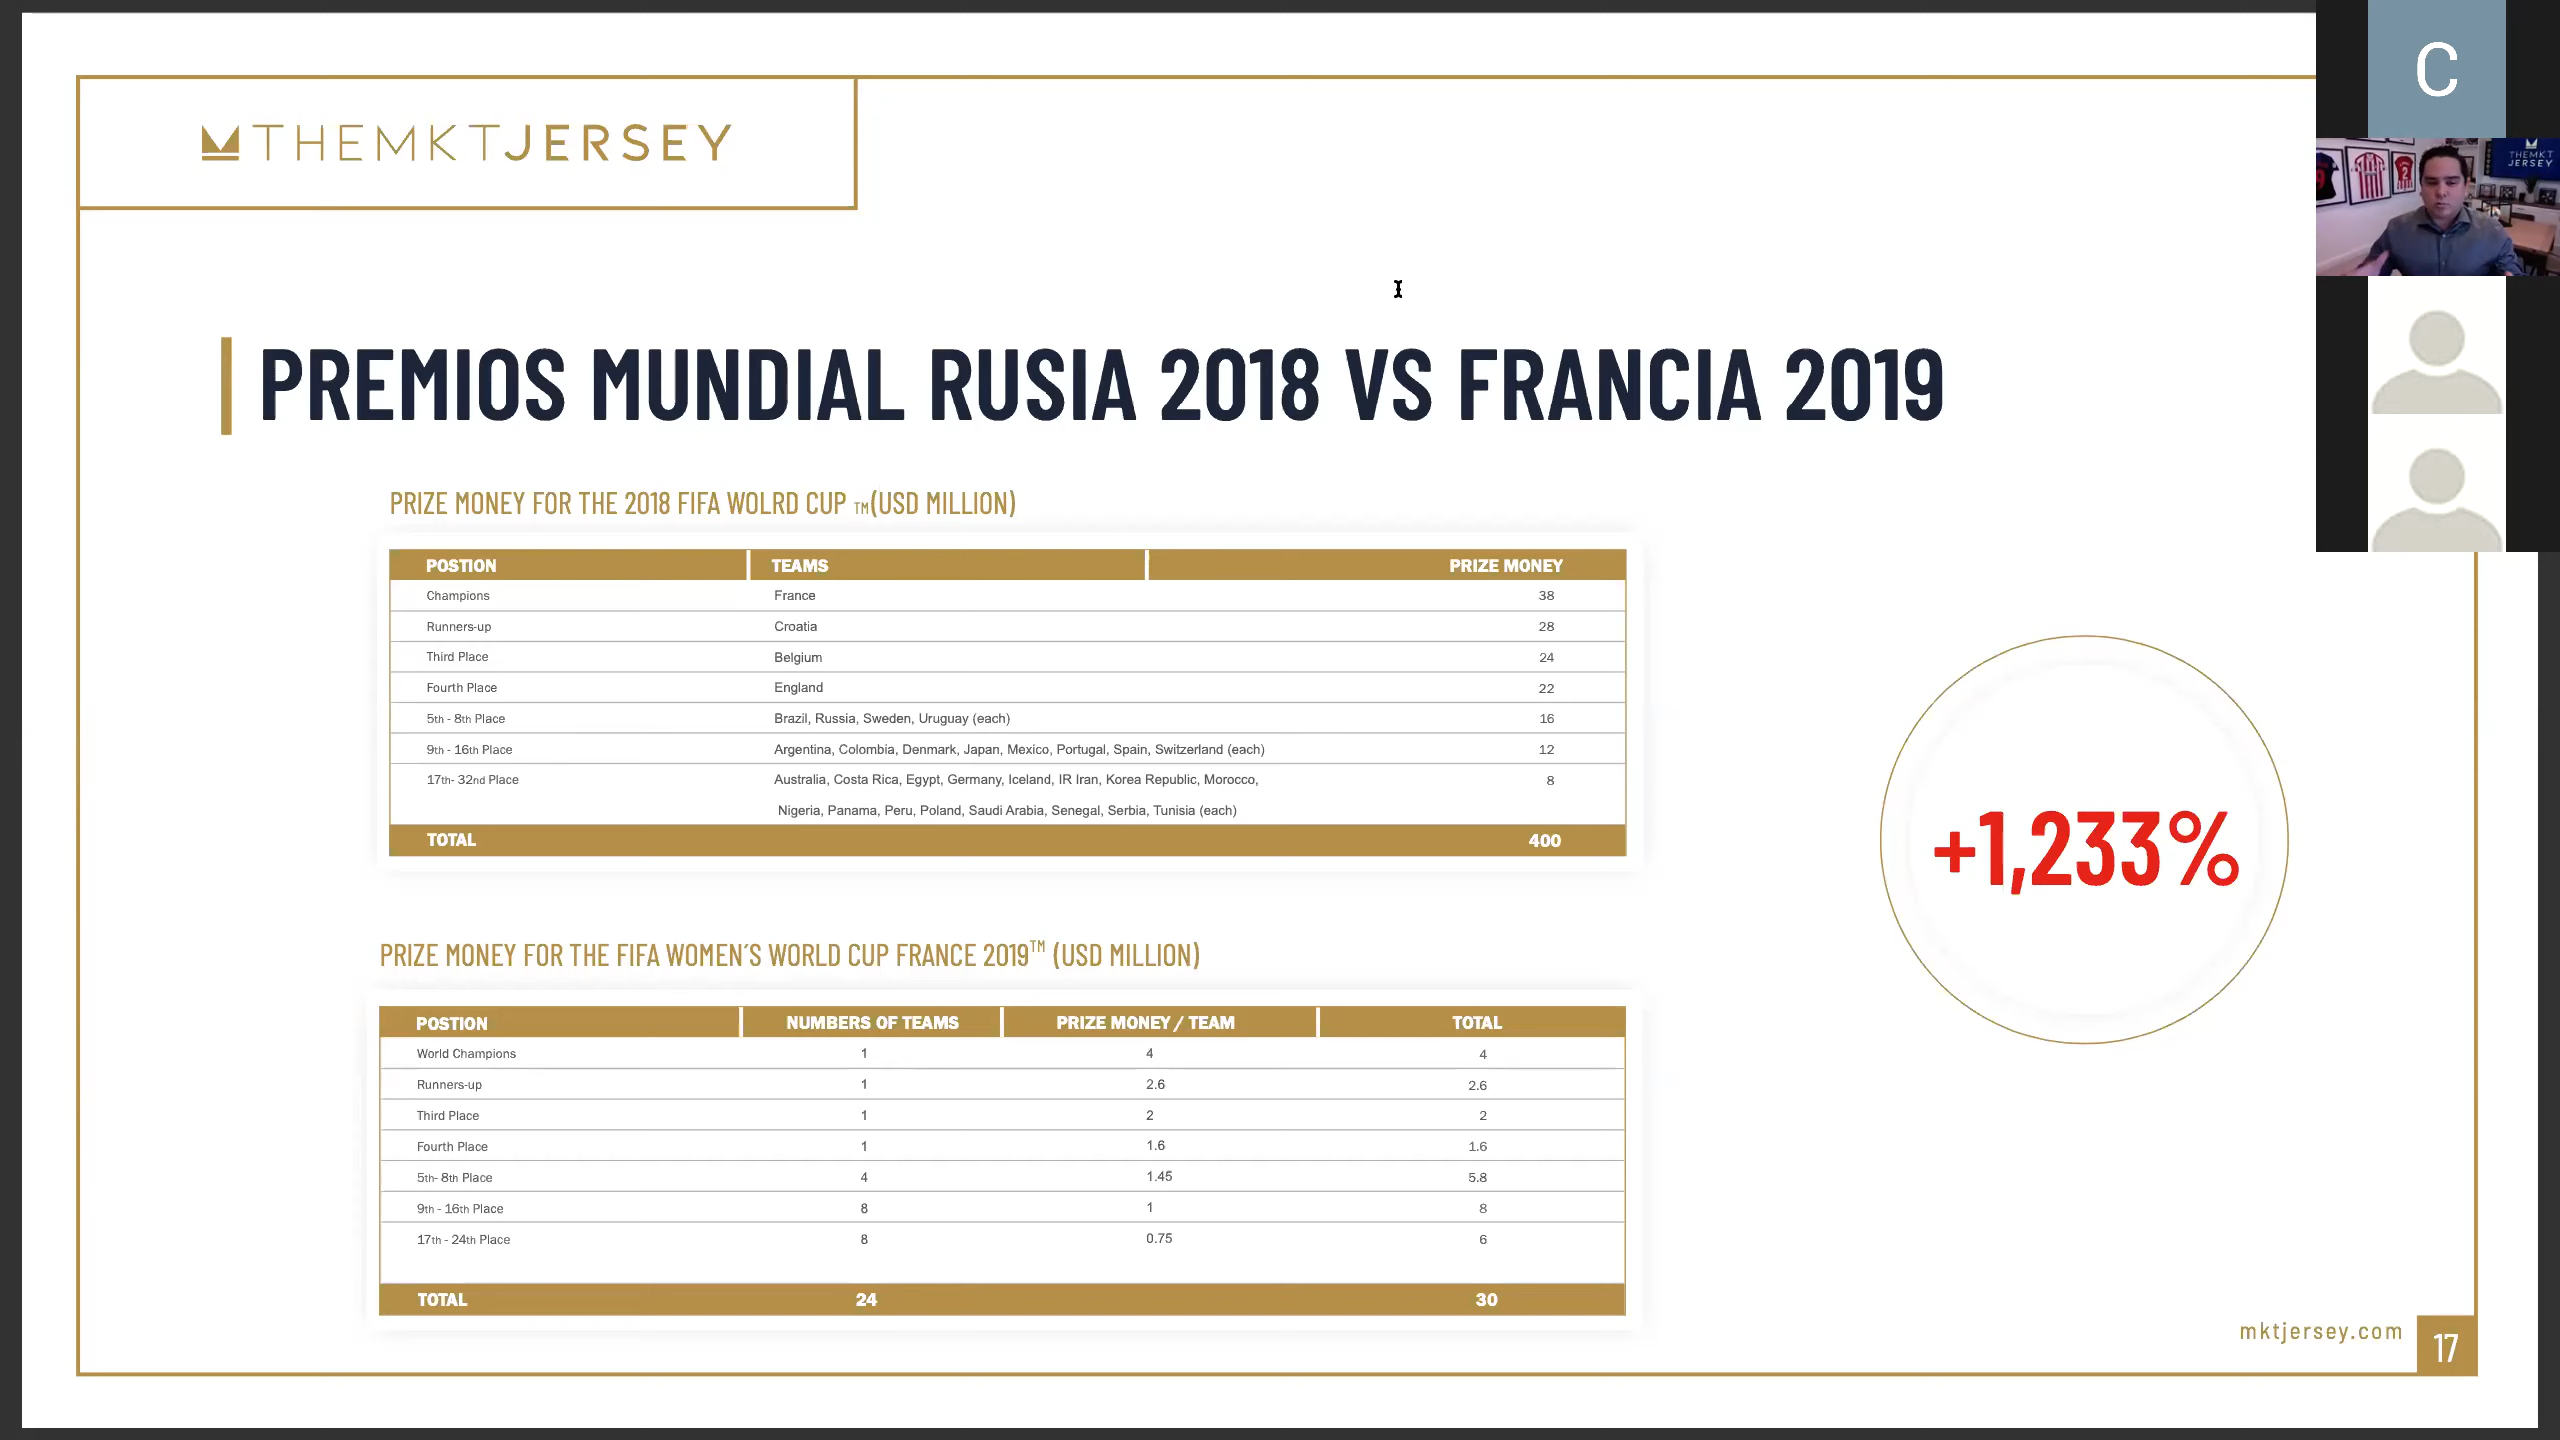 THEMKTJERSEY
PREMIOS MUNDIAL RUSIA 2018 VS FRANCIA 2019
PRIZE MONEY FOR THE 2018 FIFA WOLRD CUP TM(USD MILLION)
POSTION TEAMS PRIZE MONEY
Champions France 38
Runners-up Croatia 28
Third Place Belgium 24
Fourth Place England 22
5th - 8th Place Brazil, Russia, Sweden, Uruguay (each) 16
9th - 16th Place Argentina, Colombia, Denmark, Japan, Mexico, Portugal, Spain, Switzerland (each) 12
17th- 32nd Place Australia, Costa Rica, Egypt, Germany, Iceland, IR Iran, Korea Republic, Morocco, 8
Nigeria, Panama, Peru, Poland, Saudi Arabia, Senegal, Serbia, Tunisia (each)
TOTAL 400
+1,233%
PRIZE MONEY FOR THE FIFA WOMEN´S WORLD CUP FRANCE 2019TM (USD MILLION)
POSTION NUMBERS OF TEAMS PRIZE MONEY / TEAM TOTAL
World Champions 1 4 4
Runners-up 1 2.6 2.6
Third Place 1 2 2
Fourth Place 1 1.6 1.6
5th- 8th Place 4 1.45 5.8
9th - 16th Place 8 1 8
17th - 24th Place 8 0.75 6
TOTAL 24 30
mktjersey.com
17
C
THEMKT
JERSEY
2